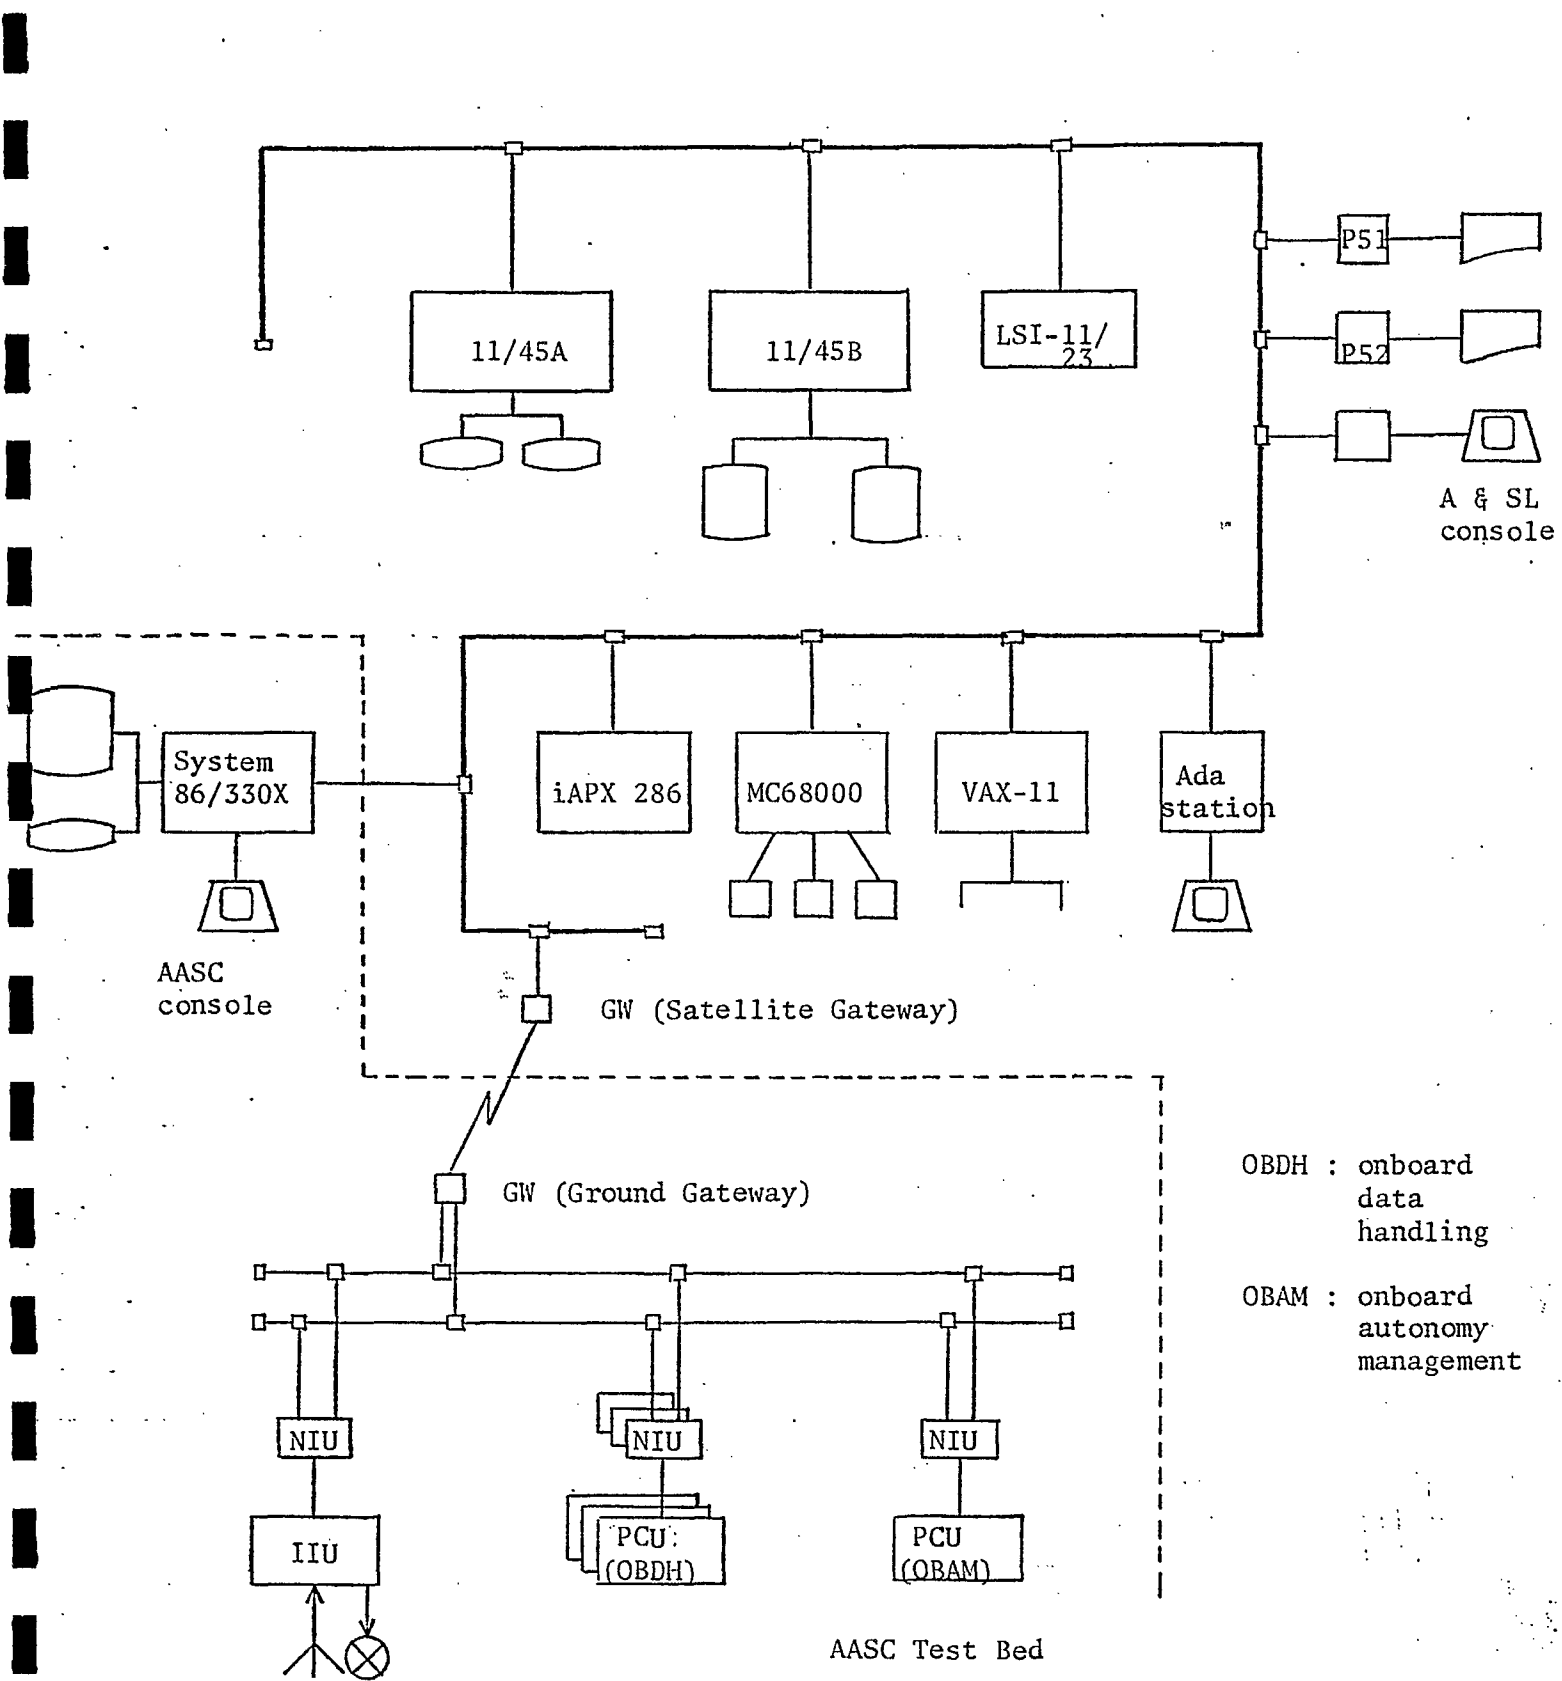 P51
11/45A
11/45B
LSI-11/
23
P52
A & SL
console
System
86/330X
iAPX 286
MC68000
VAX-11
Ada
station
AASC
console
GW (Satellite Gateway)
GW (Ground Gateway)
OBDH : onboard
data
handling
OBAM : onboard
autonomy
management
NIU
NIU
NIU
IIU
PCU
(OBDH)
PCU
(OBAM)
AASC Test Bed